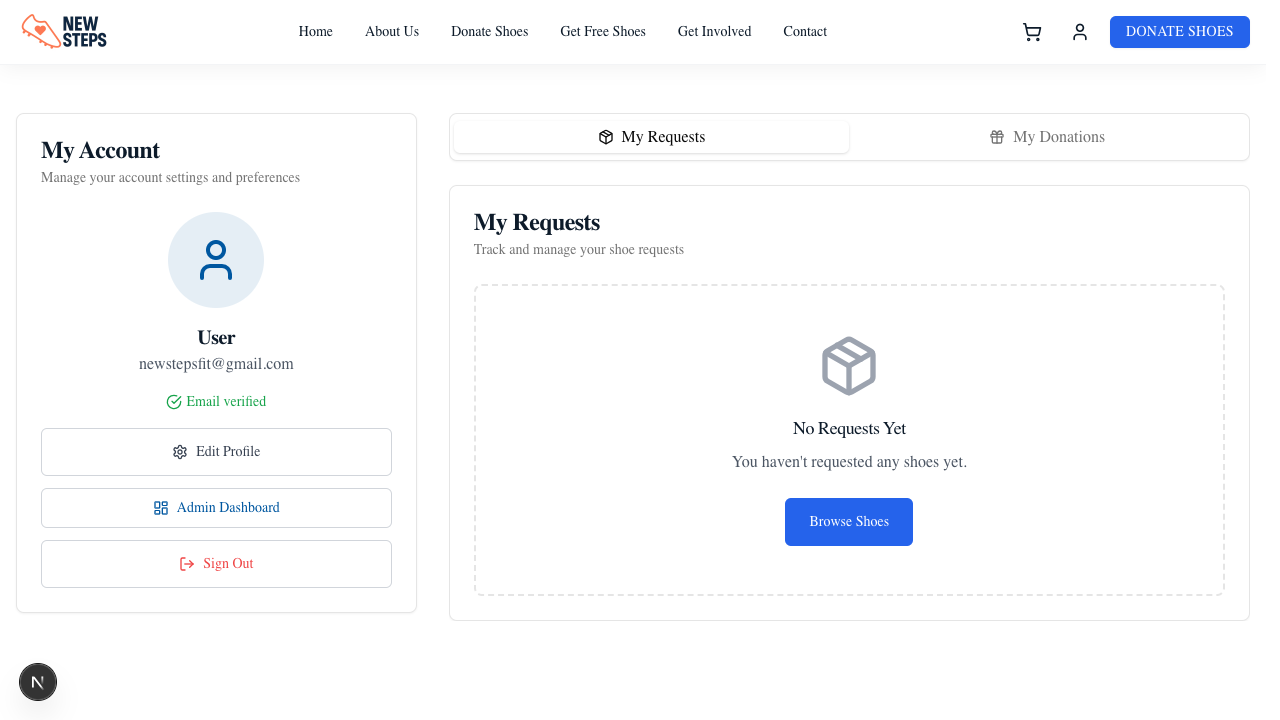 NEW
STEPS
Home
About Us
Donate Shoes
Get Free Shoes
Get Involved
Contact
DONATE SHOES
My Account
Manage your account settings and preferences
User
newstepsfit@gmail.com
Email verified
Edit Profile
Admin Dashboard
Sign Out
My Requests
My Donations
My Requests
Track and manage your shoe requests
No Requests Yet
You haven't requested any shoes yet.
Browse Shoes
N